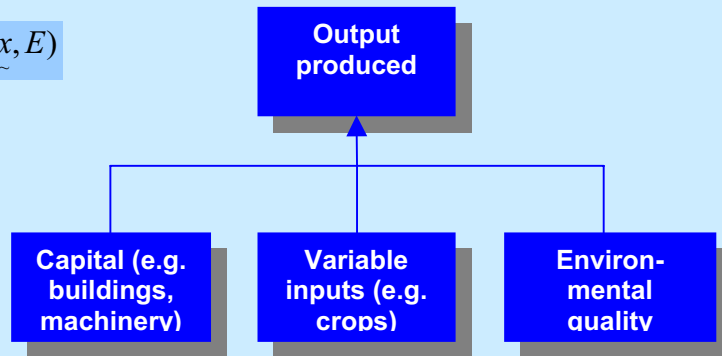 x, E)
~
Output
produced
Capital (e.g.
buildings,
machinery)
Variable
inputs (e.g.
crops)
Environ-
mental
quality